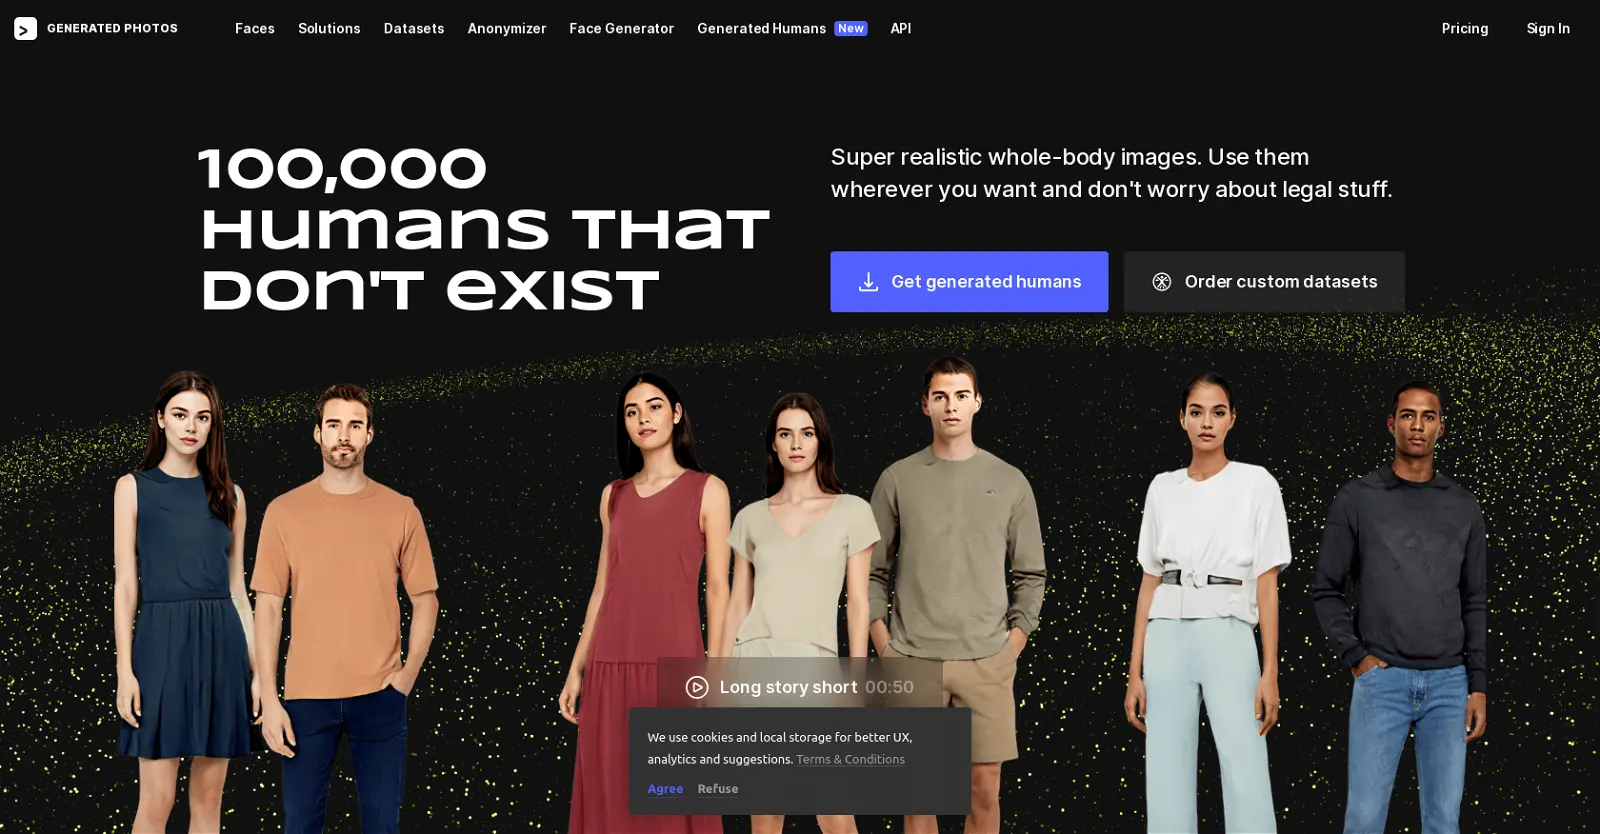 GENERATED PHOTOS
Faces
Solutions
Datasets
Anonymizer
Face Generator
Generated Humans New
API
Pricing
Sign In
100,000
Humans That
Don't Exist
Super realistic whole-body images. Use them
wherever you want and don't worry about legal stuff.
Get generated humans
Order custom datasets
Long story short 00:50
We use cookies and local storage for better UX,
analytics and suggestions. Terms & Conditions
Agree Refuse